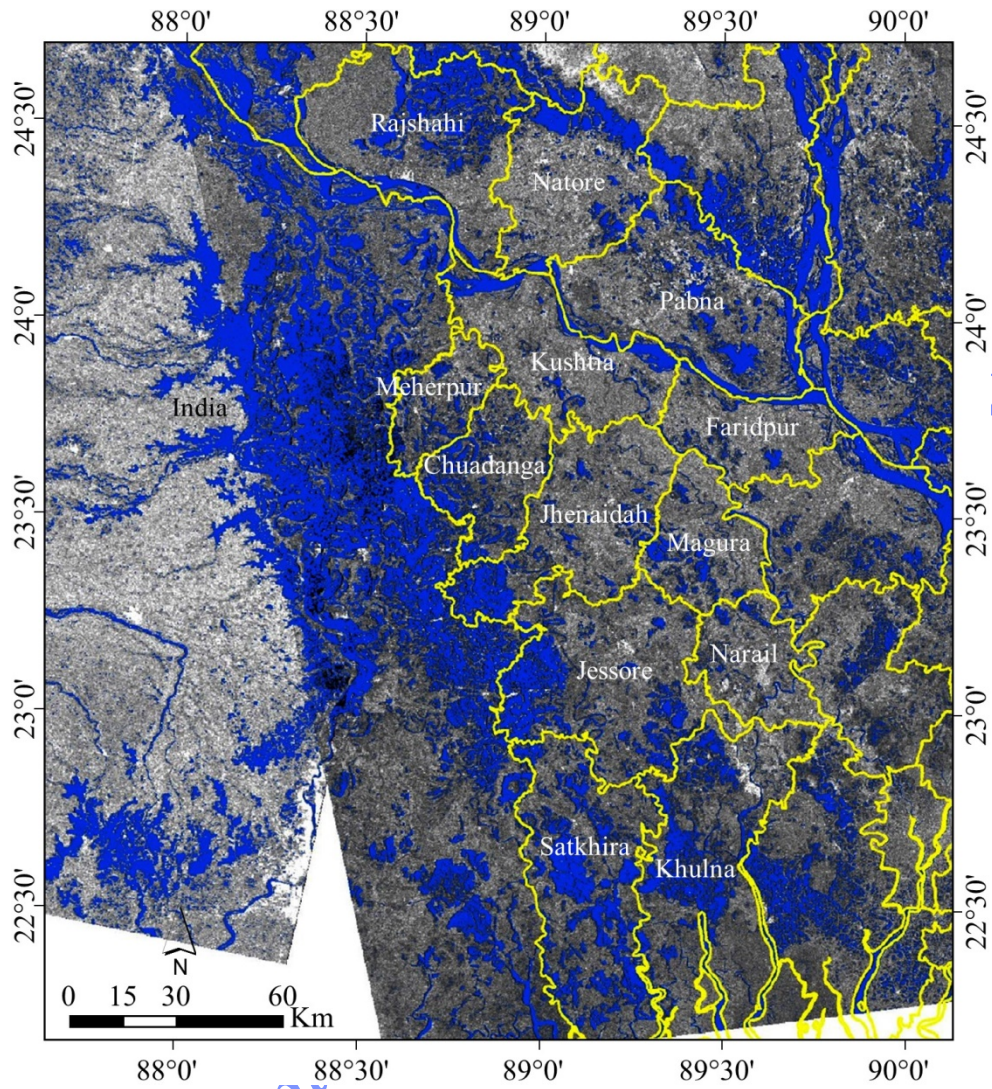 88°0' 88°30' 89°0' 89°30' 90°0'
24°30' 24°30'
Rajshahi
Natore
Pabna
24°0' 24°0'
Kushtia
Meherpur
India
Faridpur
Chuadanga
23°30' 23°30'
Jhenaidah
Magura
Narail
Jessore
23°0' 23°0'
Satkhira
Khulna
22°30' 22°30'
N
0 15 30 60
Km
88°0' 88°30' 89°0' 89°30' 90°0'